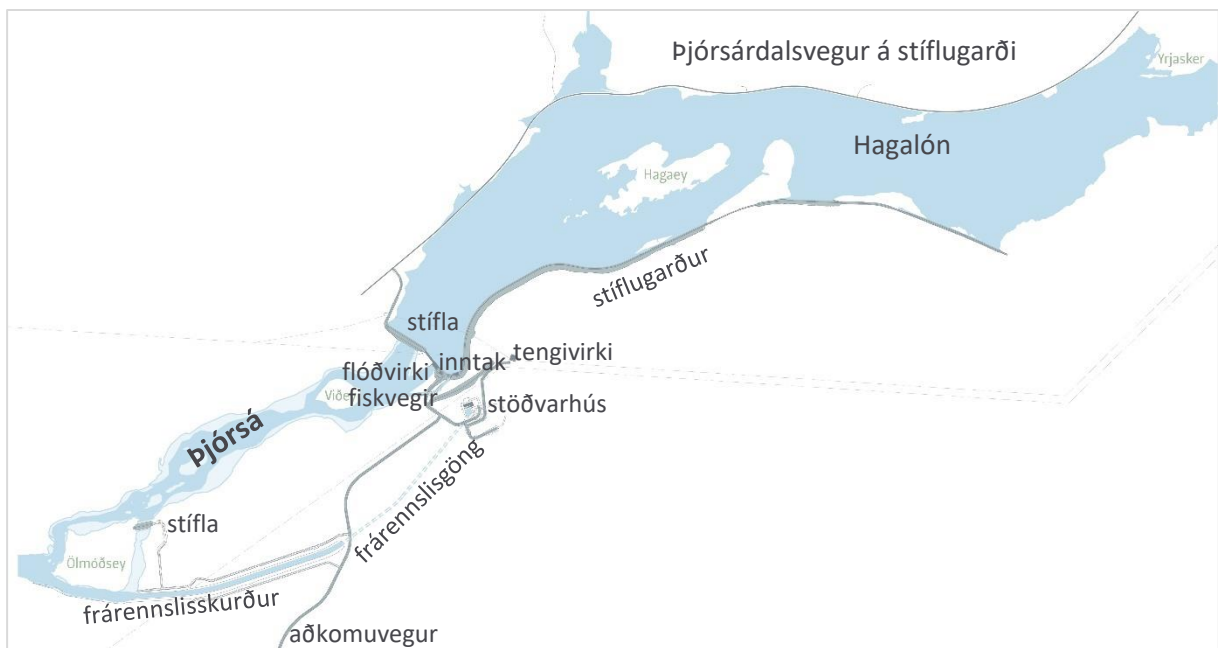 Þjórsárdalsvegur á stíflugarði
Yrjasker
Hagalón
Hagaey
stíflugarður
stífla
tengivirki
inntak
flóðvirki
fiskvegir
stöðvarhús
Þjórsá
frárennslisgöng
stífla
Ölmóðsey
frárennslisskurður
aðkomuvegur